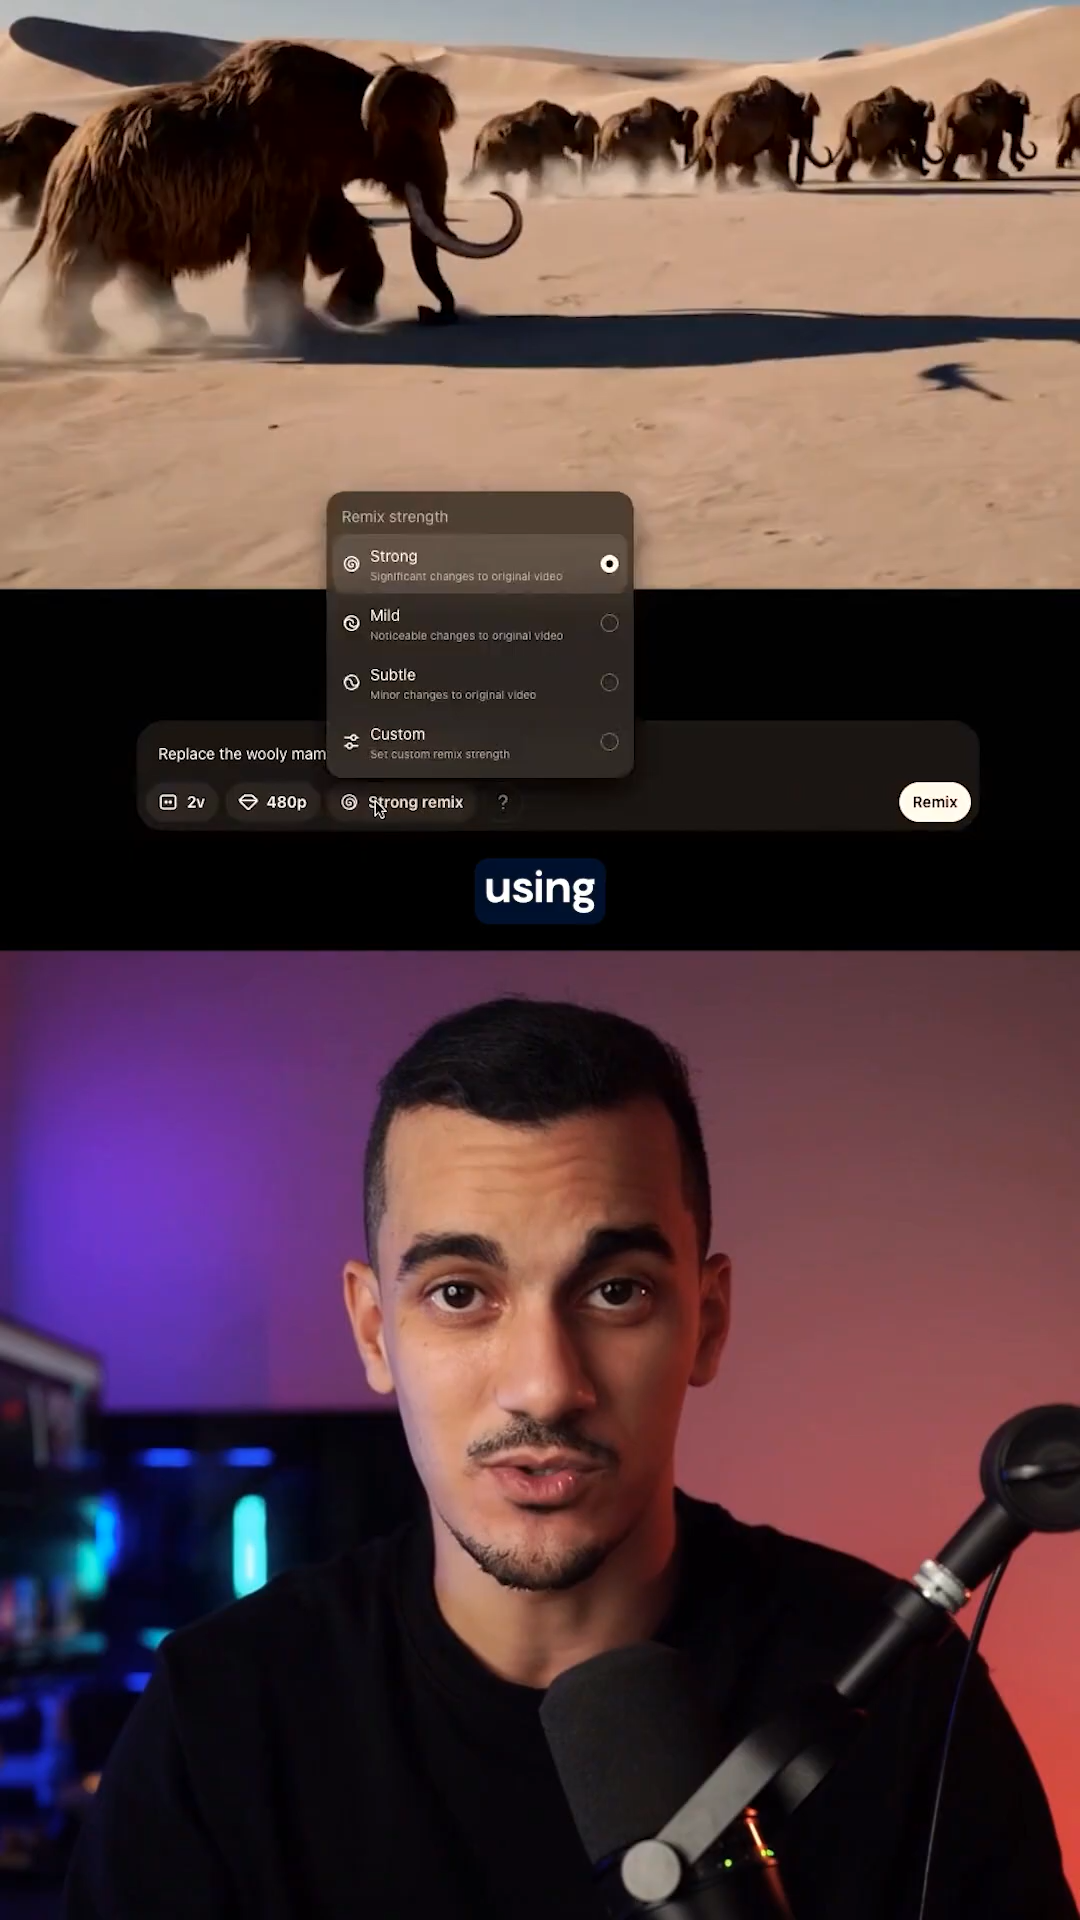 Remix strength
Strong
Significant changes to original video
Mild
Noticeable changes to original video
Subtle
Minor changes to original video
Custom
Set custom remix strength
Replace the wooly mam
2v
480p
Strong remix
?
Remix
using